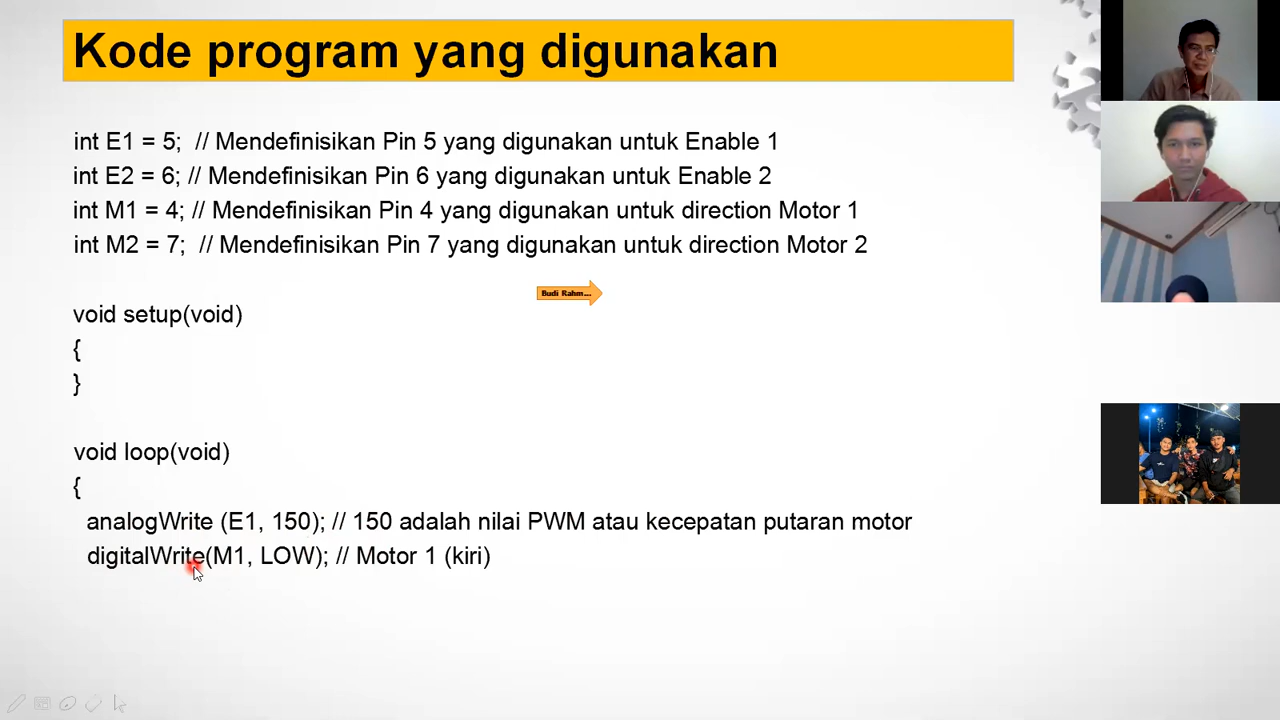 Kode program yang digunakan
int E1 = 5; // Mendefinisikan Pin 5 yang digunakan untuk Enable 1
int E2 = 6; // Mendefinisikan Pin 6 yang digunakan untuk Enable 2
int M1 = 4; // Mendefinisikan Pin 4 yang digunakan untuk direction Motor 1
int M2 = 7; // Mendefinisikan Pin 7 yang digunakan untuk direction Motor 2
Budi Rahm...
void setup(void)
{
}
void loop(void)
{
analogWrite (E1, 150); // 150 adalah nilai PWM atau kecepatan putaran motor
digitalWrite(M1, LOW); // Motor 1 (kiri)